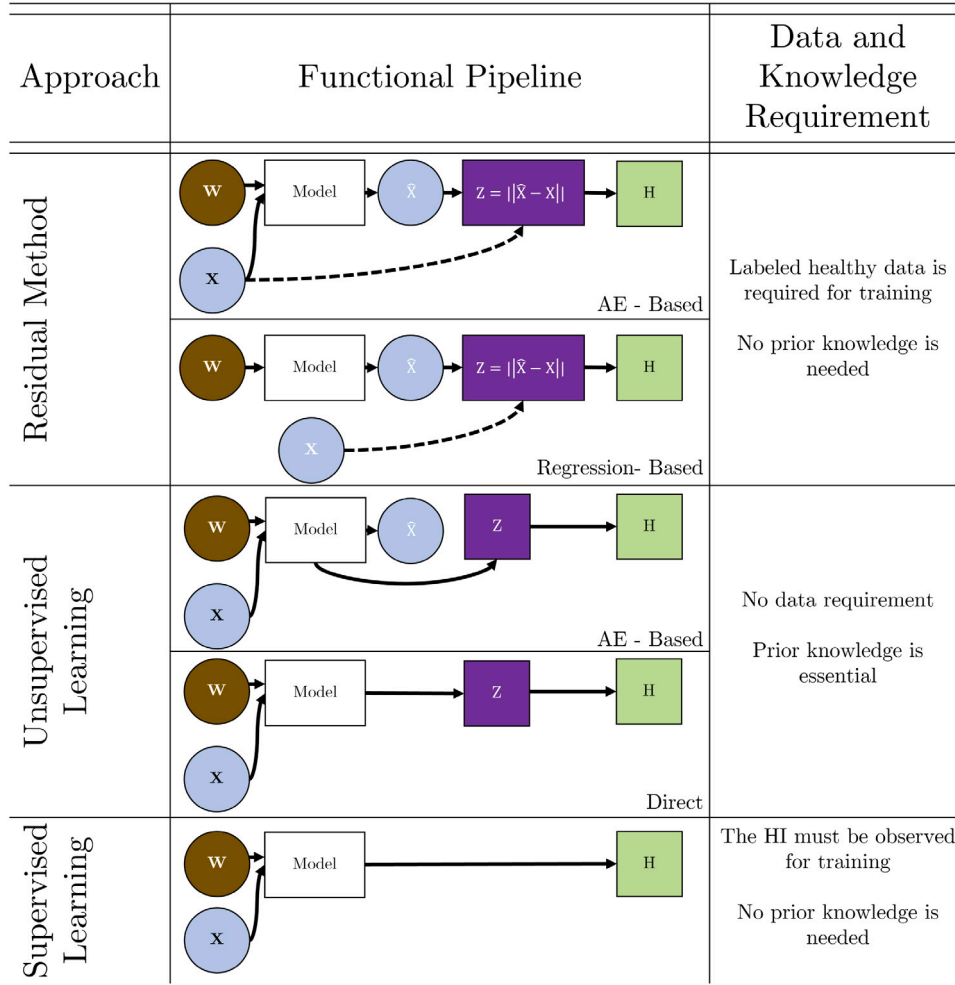 Approach
Functional Pipeline
Data and
Knowledge
Requirement
Residual Method
W
Model
X̂
Z = ||X̂ − X||
H
X
AE - Based
W
Model
X̂
Z = ||X̂ − X||
H
X
Regression- Based
Labeled healthy data is
required for training
No prior knowledge is
needed
Unsupervised
Learning
W
Model
X̂
Z
H
X
AE - Based
W
Model
Z
H
X
Direct
No data requirement
Prior knowledge is
essential
Supervised
Learning
W
Model
H
X
The HI must be observed
for training
No prior knowledge is
needed